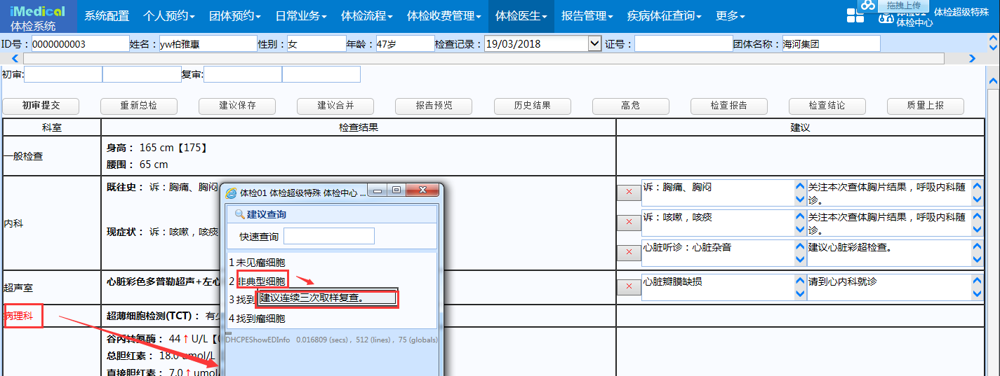 iMedical
体检系统
系统配置 个人预约 团体预约 日常业务 体检流程 体检收费管理 体检医生 报告管理 疾病体征查询 更多
拖拽上传
体检01 体检超级特殊
体检中心
ID号：0000000003 姓名：yw柏雅蕙 性别：女 年龄：47岁 检查记录：19/03/2018 证号： 团体名称：海河集团
初审: 复审:
初审提交 重新总检 建议保存 建议合并 报告预览 历史结果 高危 检查报告 检查结论 质量上报
科室 检查结果 建议
一般检查
身高： 165 cm【175】
腰围： 65 cm
内科
既往史： 诉：胸痛、胸闷
现症状： 诉：咳嗽，咳痰
诉：胸痛、胸闷
关注本次查体胸片结果，呼吸内科随
诊。
诉：咳嗽，咳痰
关注本次查体胸片结果，呼吸内科随
诊。
心脏听诊：心脏杂音
建议心脏彩超检查。
超声室
心脏彩色多普勒超声+左心
心脏瓣膜缺损
请到心内科就诊
病理科
超薄细胞检测(TCT)： 有
谷丙转氨酶： 44↑U/L【
总胆红素： 18.0 umol/L
直接胆红素： 7.0↑umol
体检01 体检超级特殊 体检中心 ...
建议查询
快速查询
1 未见瘤细胞
2 非典型细胞
3 找到
建议连续三次取样复查。
4 找到瘤细胞
DHCPEShowEDInfo 0.016809 (secs) , 512 (lines) , 75 (globals)